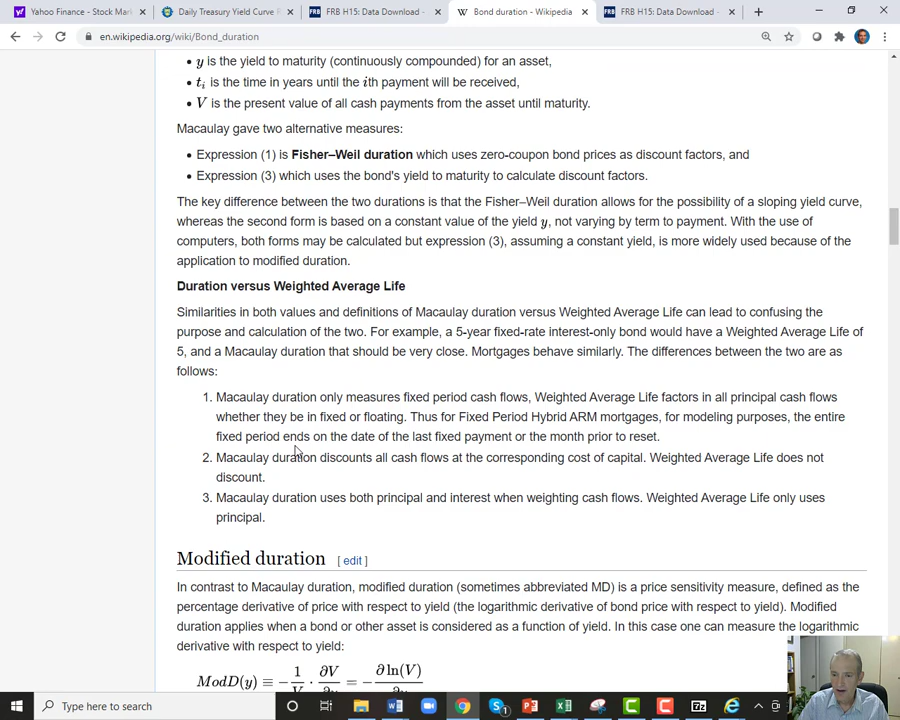 Yahoo Finance - Stock Mar
Daily Treasury Yield Curve R
FRB H15: Data Download -
Bond duration - Wikipedia
FRB H15: Data Download -
en.wikipedia.org/wiki/Bond_duration
• y is the yield to maturity (continuously compounded) for an asset,
• tᵢ is the time in years until the ith payment will be received,
• V is the present value of all cash payments from the asset until maturity.
Macaulay gave two alternative measures:
• Expression (1) is Fisher–Weil duration which uses zero-coupon bond prices as discount factors, and
• Expression (3) which uses the bond's yield to maturity to calculate discount factors.
The key difference between the two durations is that the Fisher–Weil duration allows for the possibility of a sloping yield curve,
whereas the second form is based on a constant value of the yield y, not varying by term to payment. With the use of
computers, both forms may be calculated but expression (3), assuming a constant yield, is more widely used because of the
application to modified duration.
Duration versus Weighted Average Life
Similarities in both values and definitions of Macaulay duration versus Weighted Average Life can lead to confusing the
purpose and calculation of the two. For example, a 5-year fixed-rate interest-only bond would have a Weighted Average Life of
5, and a Macaulay duration that should be very close. Mortgages behave similarly. The differences between the two are as
follows:
1. Macaulay duration only measures fixed period cash flows, Weighted Average Life factors in all principal cash flows
whether they be in fixed or floating. Thus for Fixed Period Hybrid ARM mortgages, for modeling purposes, the entire
fixed period ends on the date of the last fixed payment or the month prior to reset.
2. Macaulay duration discounts all cash flows at the corresponding cost of capital. Weighted Average Life does not
discount.
3. Macaulay duration uses both principal and interest when weighting cash flows. Weighted Average Life only uses
principal.
Modified duration [ edit ]
In contrast to Macaulay duration, modified duration (sometimes abbreviated MD) is a price sensitivity measure, defined as the
percentage derivative of price with respect to yield (the logarithmic derivative of bond price with respect to yield). Modified
duration applies when a bond or other asset is considered as a function of yield. In this case one can measure the logarithmic
derivative with respect to yield:
ModD(y) ≡ −1/V · ∂V/∂y = −∂ ln(V)/∂y
Type here to search